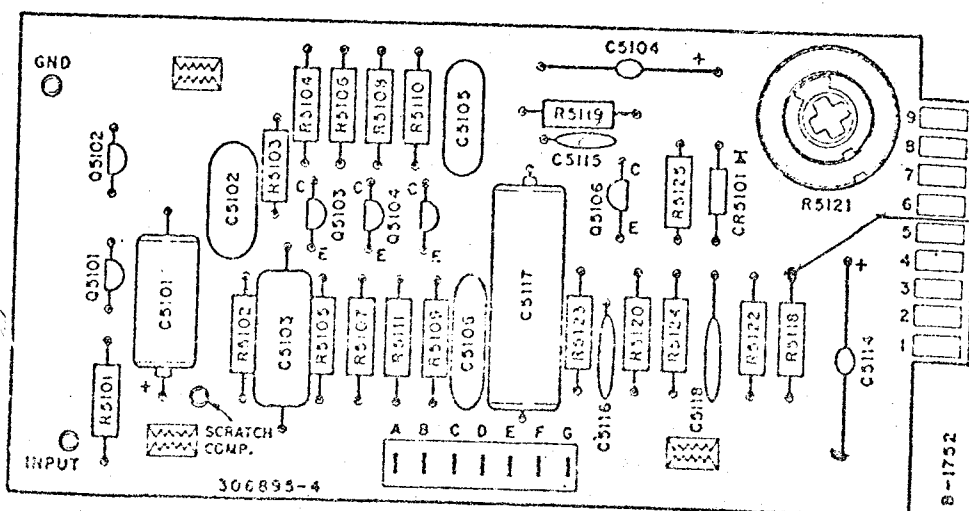 GND
C5104
+
R5104
R5106
R5108
R5110
C5105
R5119
C5115
9
8
7
6
5
4
3
2
1
Q5102
C5102
R5103
C
Q5103
E
C
Q5104
E
C
E
Q5106
C
E
R5125
CR5101
R5121
Q5101
C5101
+
R5102
C5103
R5105
R5107
R5111
R5109
C5117
R5123
C5116
R5120
R5124
C5118
R5122
R5118
+
+
C5114
R5101
INPUT
SCRATCH
COMP.
A B C D E F G
306895-4
B-1752